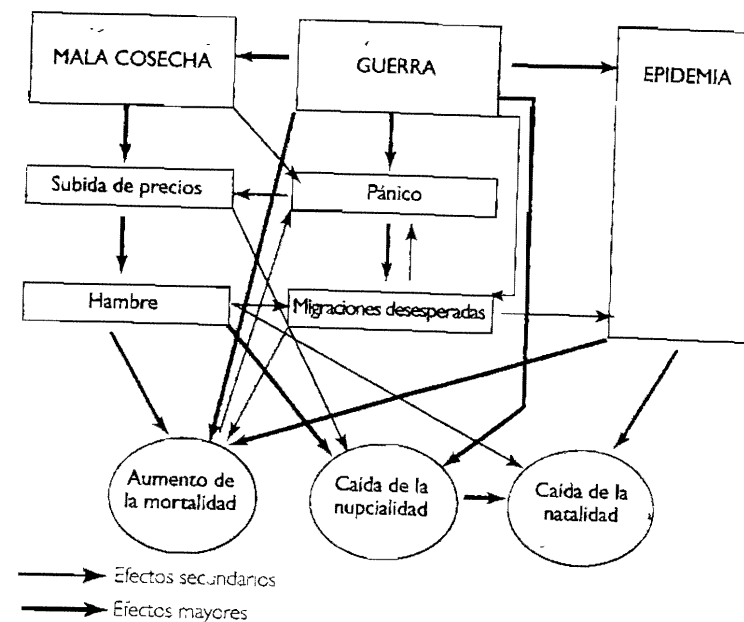 MALA COSECHA
GUERRA
EPIDEMIA
Subida de precios
Pánico
Hambre
Migraciones desesperadas
Aumento de
la mortalidad
Caída de la
nupcialidad
Caída de la
natalidad
Efectos secundarios
Efectos mayores